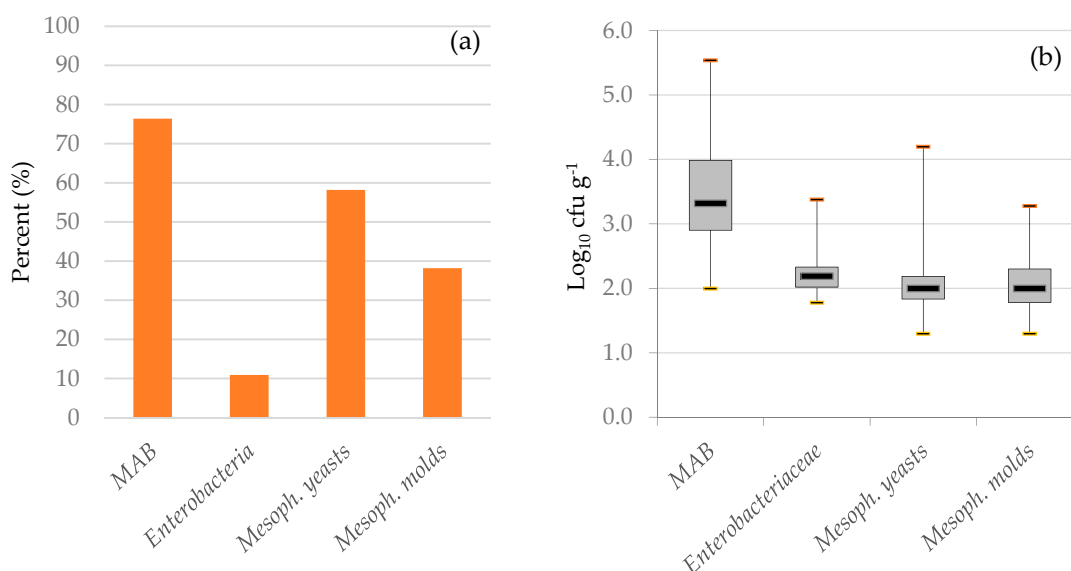 (a)
Percent (%)
100
90
80
70
60
50
40
30
20
10
0
MAB
Enterobacteria
Mesoph. yeasts
Mesoph. molds
(b)
Log10 cfu g-1
6.0
5.0
4.0
3.0
2.0
1.0
0.0
MAB
Enterobacteriaceae
Mesoph. yeasts
Mesoph. molds